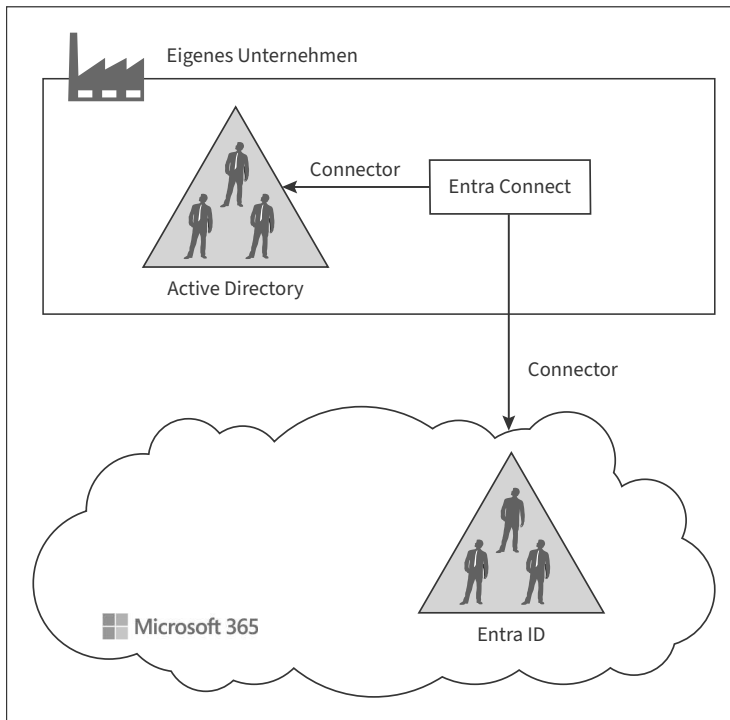 Eigenes Unternehmen
Connector
Entra Connect
Active Directory
Connector
Microsoft 365
Entra ID